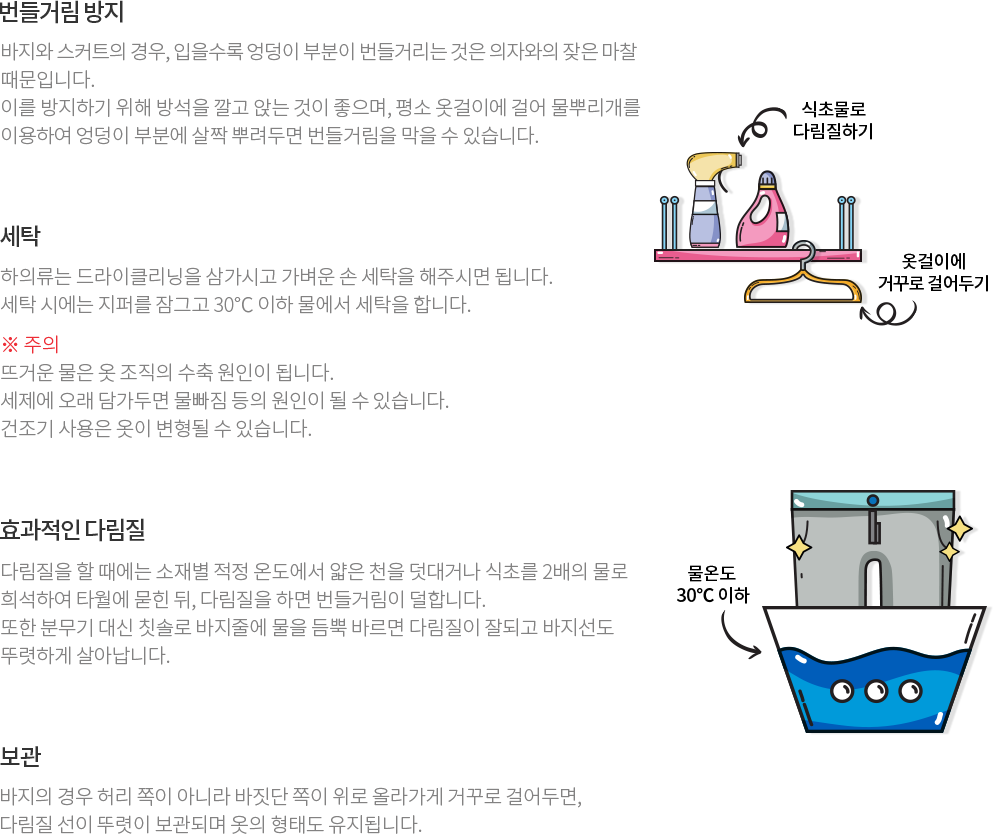 번들거림 방지
바지와 스커트의 경우, 입을수록 엉덩이 부분이 번들거리는 것은 의자와의 잦은 마찰
때문입니다.
이를 방지하기 위해 방석을 깔고 앉는 것이 좋으며, 평소 옷걸이에 걸어 물뿌리개를
이용하여 엉덩이 부분에 살짝 뿌려두면 번들거림을 막을 수 있습니다.
식초물로
다림질하기
세탁
하의류는 드라이클리닝을 삼가시고 가벼운 손 세탁을 해주시면 됩니다.
세탁 시에는 지퍼를 잠그고 30℃ 이하 물에서 세탁을 합니다.
옷걸이에
거꾸로 걸어두기
※ 주의
뜨거운 물은 옷 조직의 수축 원인이 됩니다.
세제에 오래 담가두면 물빠짐 등의 원인이 될 수 있습니다.
건조기 사용은 옷이 변형될 수 있습니다.
효과적인 다림질
다림질을 할 때에는 소재별 적정 온도에서 얇은 천을 덧대거나 식초를 2배의 물로
희석하여 타월에 묻힌 뒤, 다림질을 하면 번들거림이 덜합니다.
또한 분무기 대신 칫솔로 바지줄에 물을 듬뿍 바르면 다림질이 잘되고 바지선도
뚜렷하게 살아납니다.
물온도
30℃ 이하
보관
바지의 경우 허리 쪽이 아니라 바짓단 쪽이 위로 올라가게 거꾸로 걸어두면,
다림질 선이 뚜렷이 보관되며 옷의 형태도 유지됩니다.